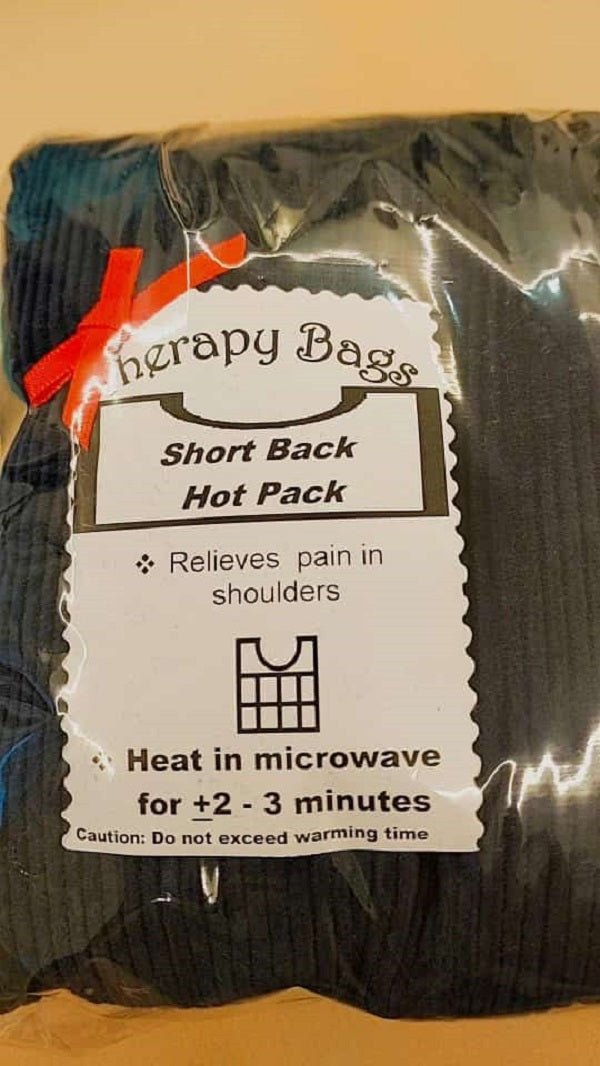 herapy Bags
Short Back
Hot Pack
❖ Relieves pain in
shoulders
❖ Heat in microwave
for ±2 - 3 minutes
Caution: Do not exceed warming time